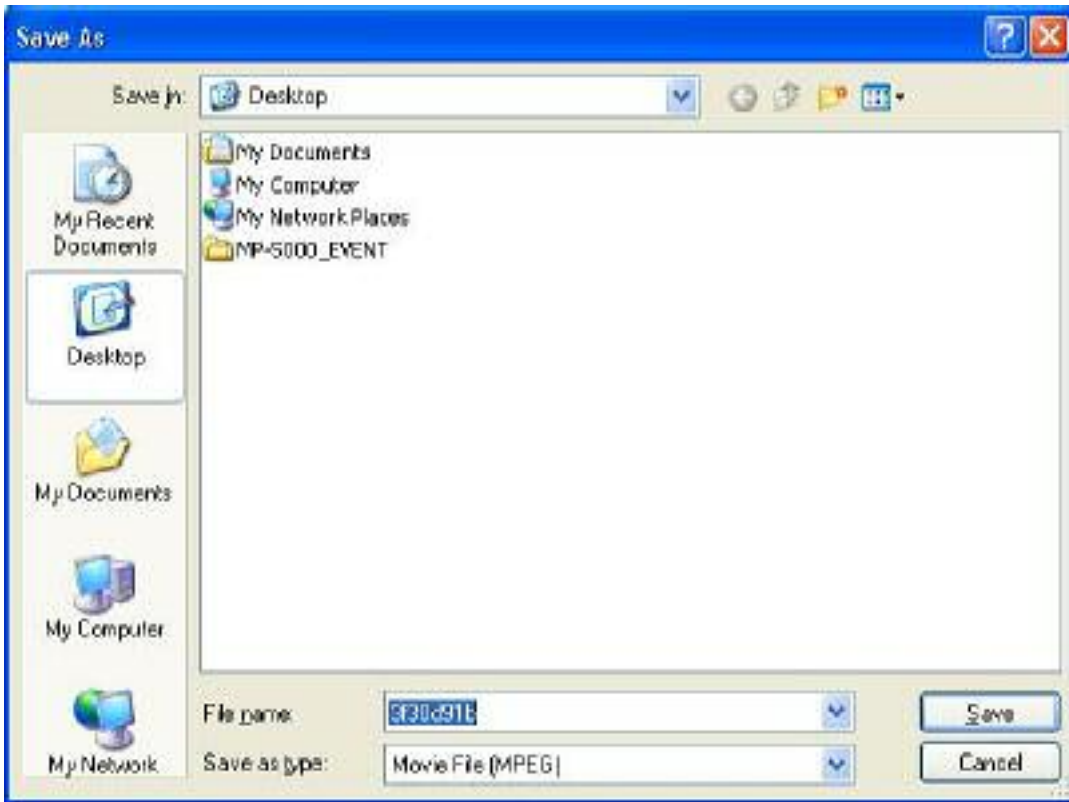 Save As
Save in:
Desktop
My Documents
My Computer
My Network Places
MP-5000_EVENT
My Recent
Documents
Desktop
My Documents
My Computer
My Network
File name:
3f30d91b
Save
Save as type:
Movie File (MPEG)
Cancel